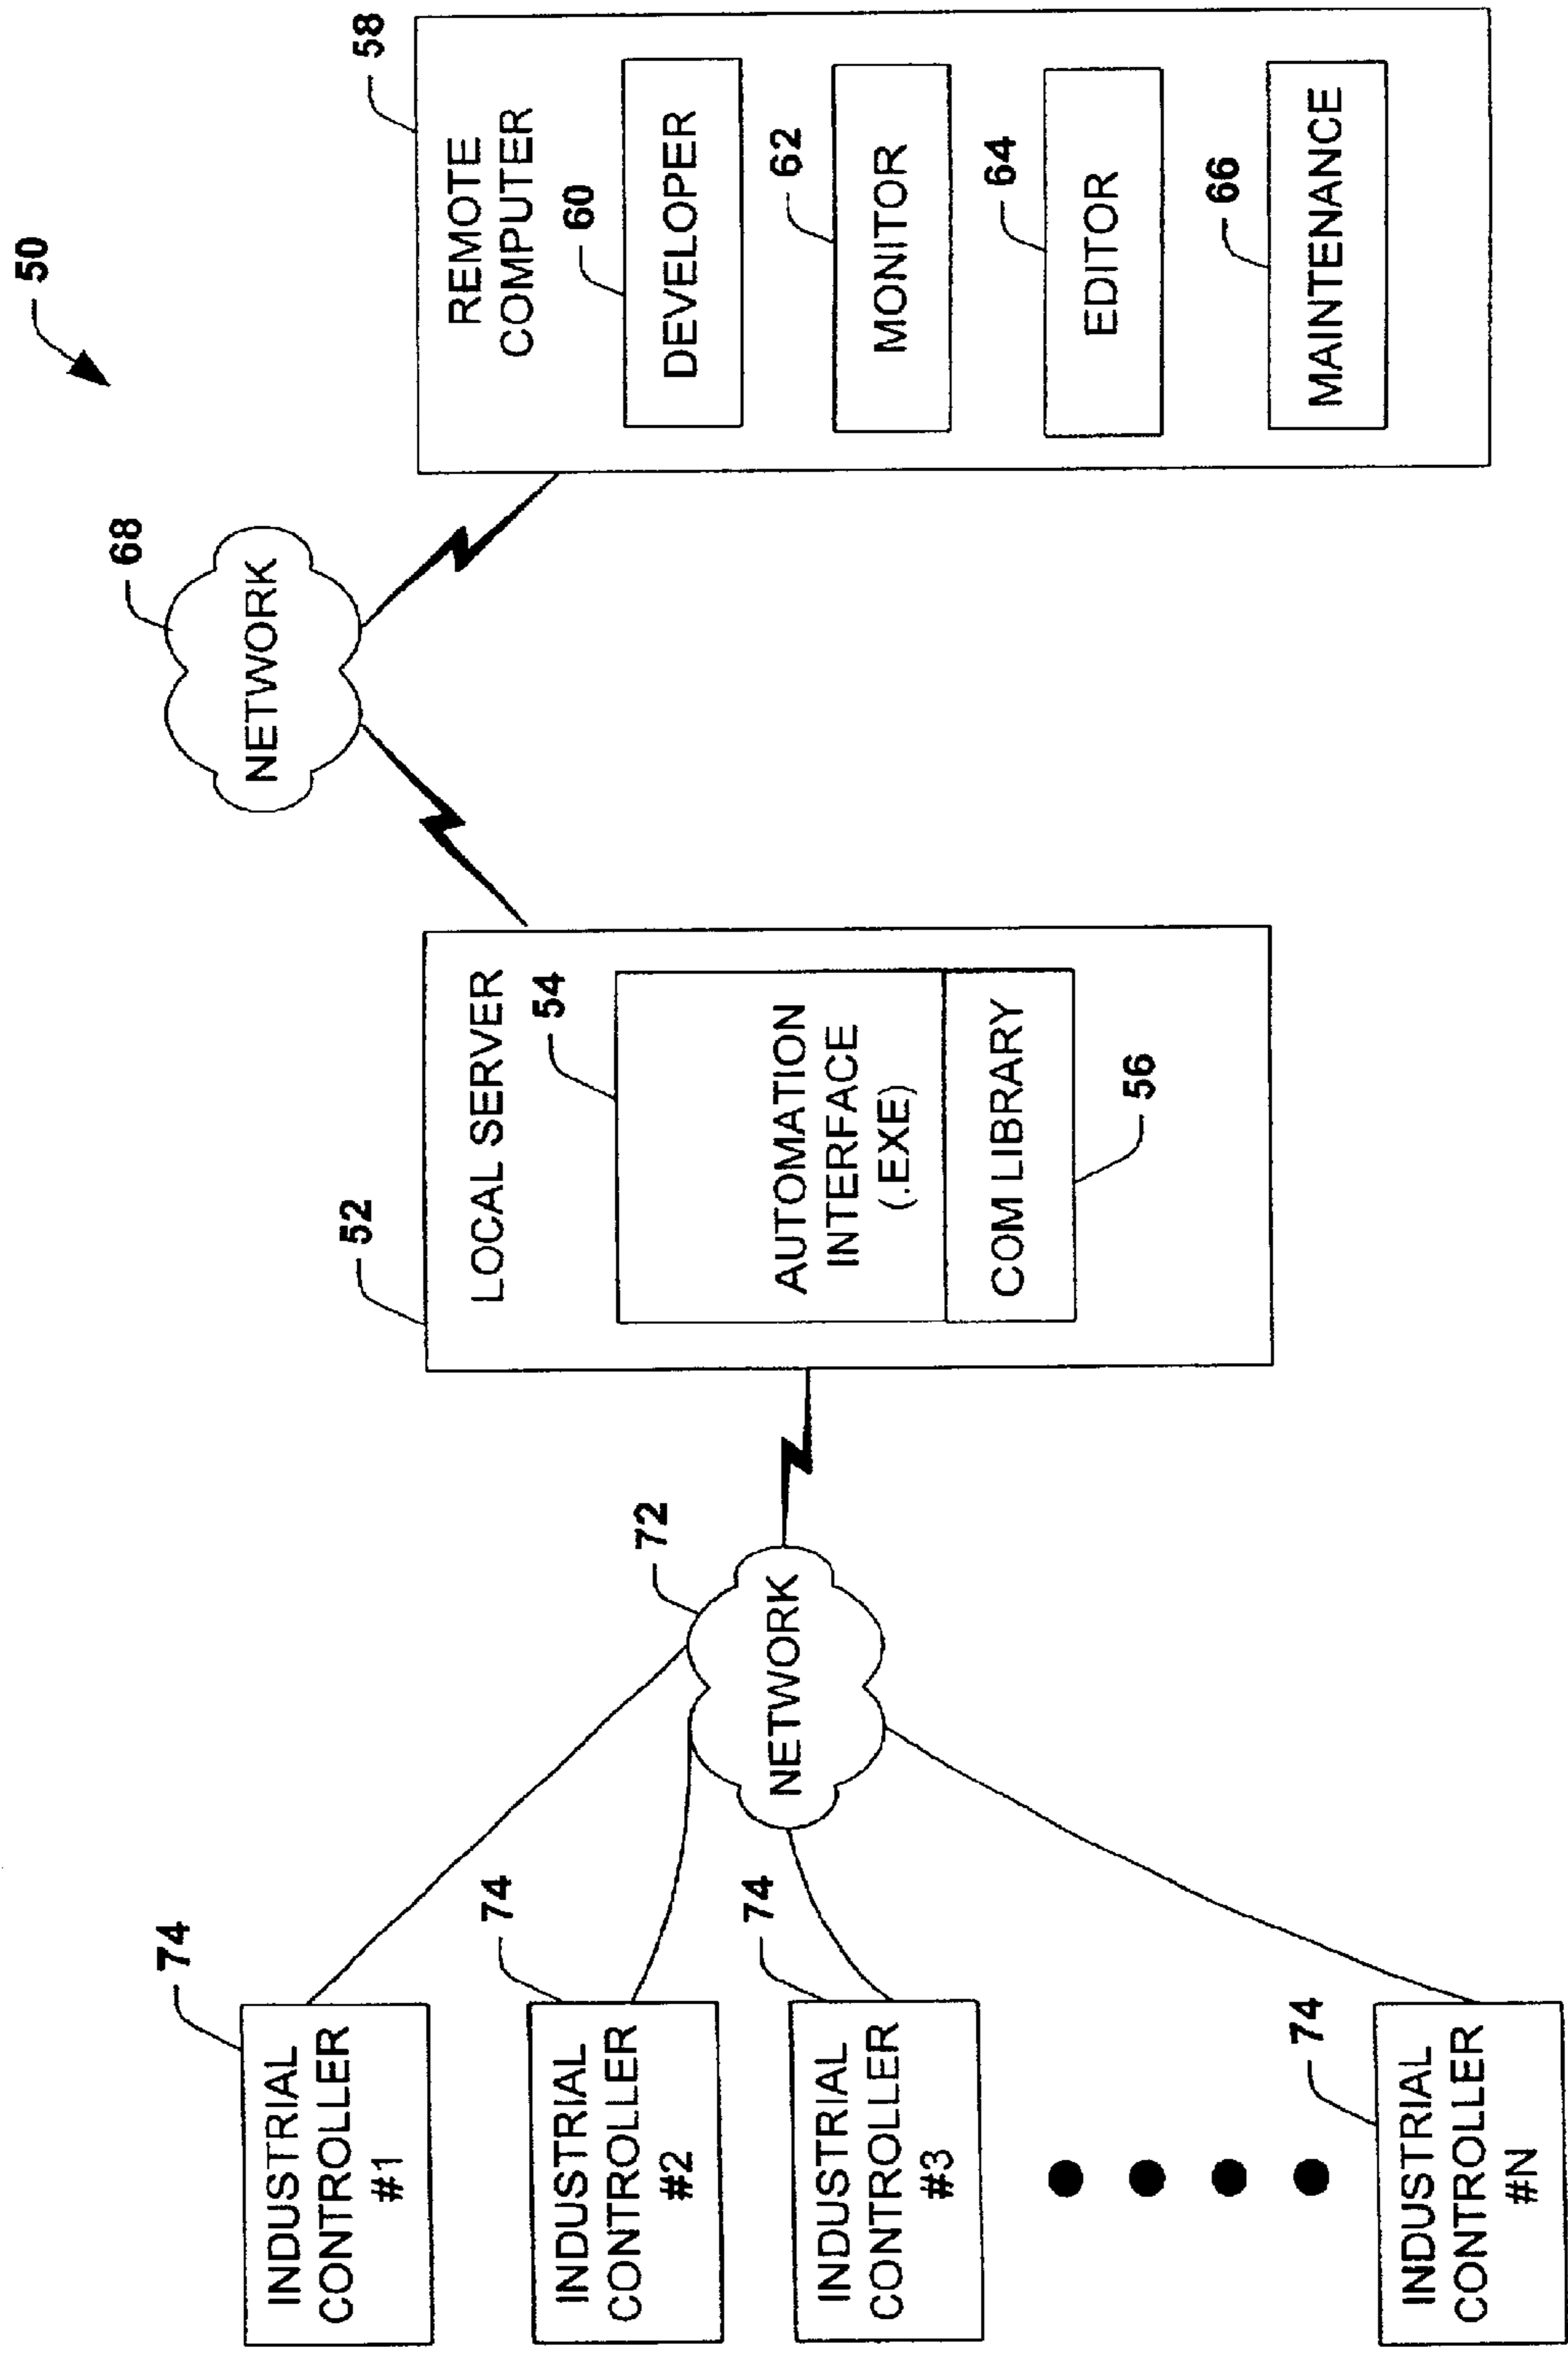 50
58
REMOTE
COMPUTER
60
DEVELOPER
62
MONITOR
64
EDITOR
66
MAINTENANCE
68
NETWORK
52
LOCAL SERVER
54
AUTOMATION
INTERFACE
(.EXE)
COM LIBRARY
56
72
NETWORK
74
INDUSTRIAL
CONTROLLER
#1
74
INDUSTRIAL
CONTROLLER
#2
74
INDUSTRIAL
CONTROLLER
#3
74
INDUSTRIAL
CONTROLLER
#N